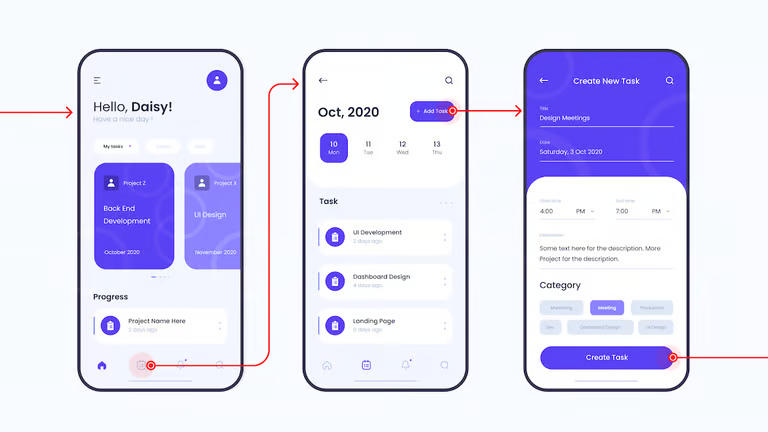 Hello, Daisy!
Have a nice day !
My tasks
Project Z
Back End
Development
October 2020
Project X
UI Design
November 2020
Progress
Project Name Here
2 days ago
Oct, 2020
+ Add Task
10 11 12 13
Mon Tue Wed Thu
Task
UI Development
2 days ago
Dashboard Design
4 days ago
Landing Page
6 days ago
Create New Task
Title
Design Meetings
Date
Saturday, 3 Oct 2020
Start time End time
4:00 PM 7:00 PM
Description
Some text here for the description. More
Project for the description.
Category
Marketing Meeting Production
Dev Dashboard Design UI Design
Create Task